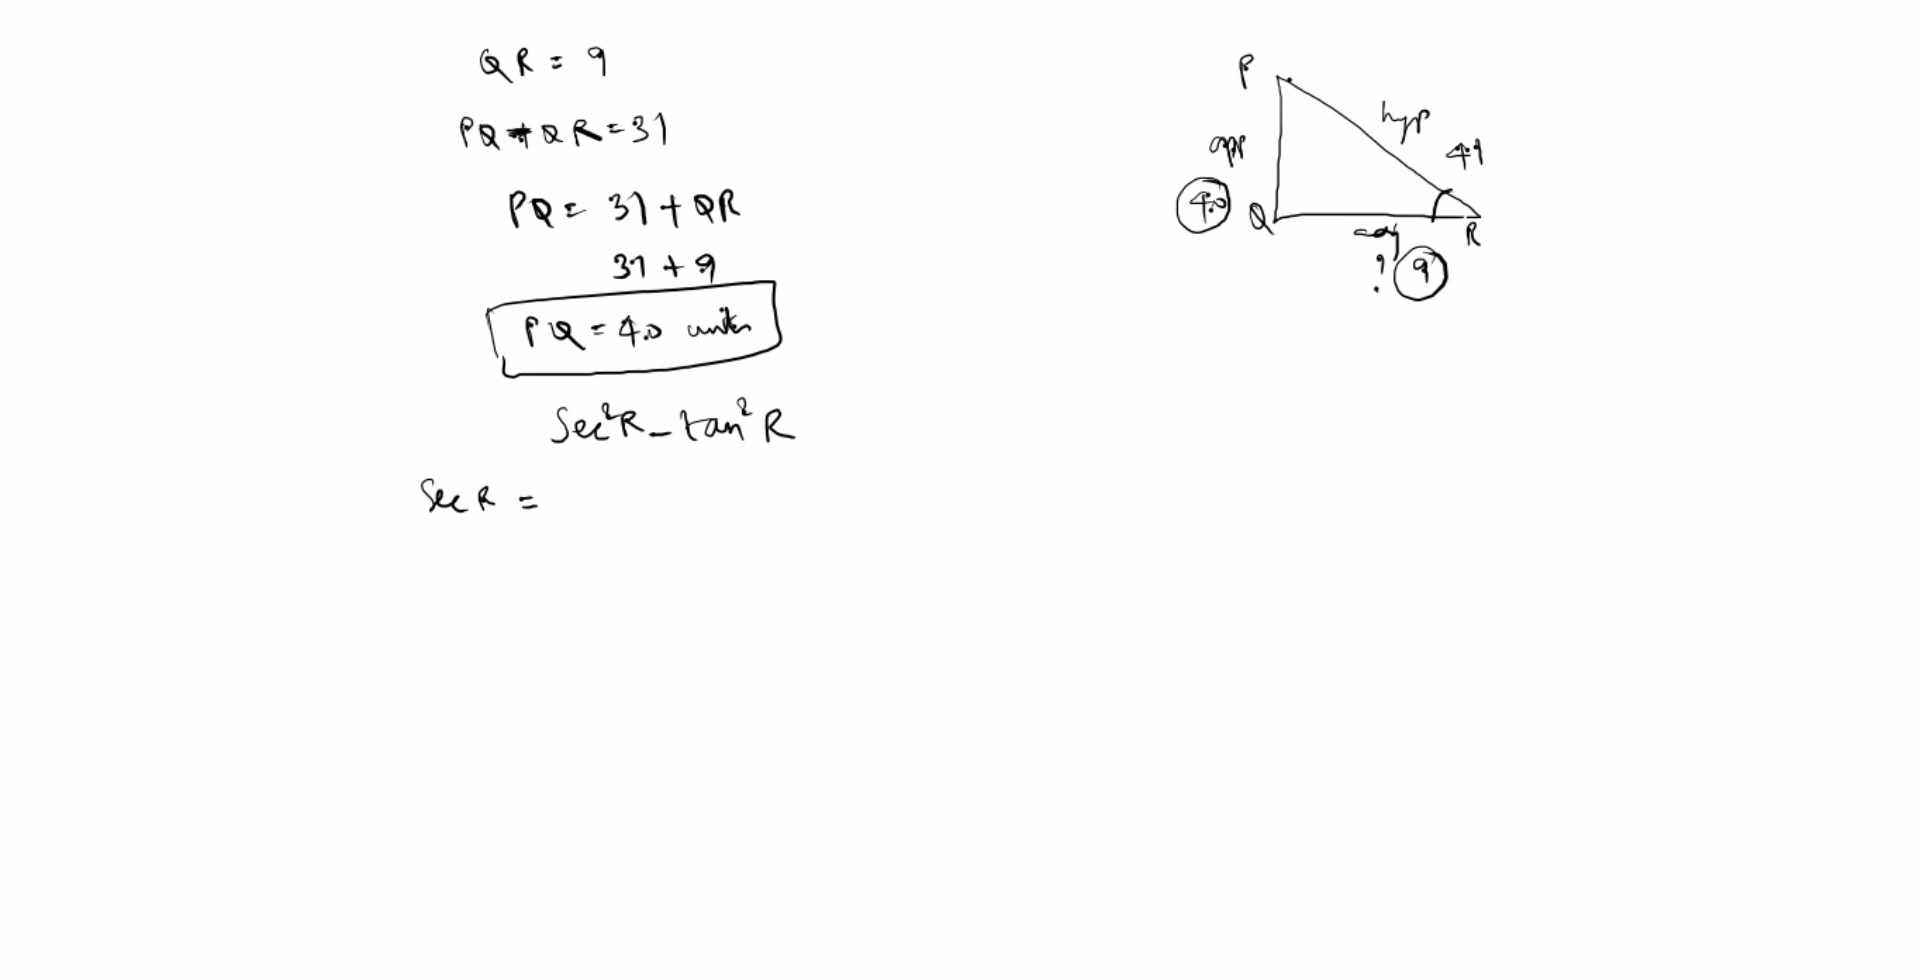 QR = 9
PQ - QR = 31
PQ = 31 + QR
31 + 9
PQ = 40 units
Sec²R - tan²R
Sec R =
P
hyp
opp
41
40
Q
adj
R
?
9